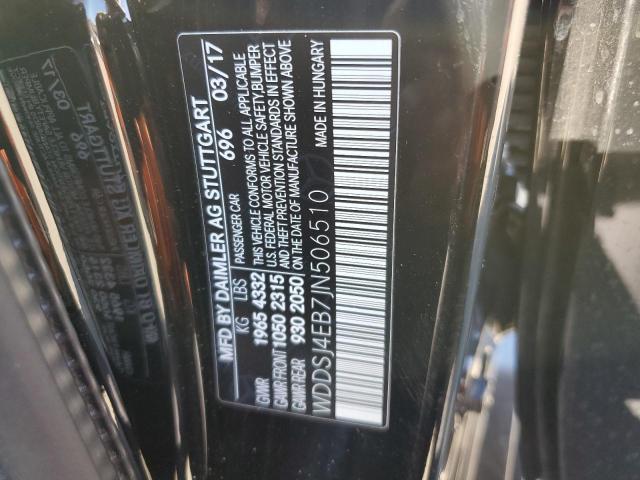 MFD BY DAIMLER AG STUTTGART
696 03/17
KG LBS PASSENGER CAR
GVWR 1965 4332 THIS VEHICLE CONFORMS TO ALL APPLICABLE
GAWR FRONT 1050 2315 U.S. FEDERAL MOTOR VEHICLE SAFETY, BUMPER
AND THEFT PREVENTION STANDARDS IN EFFECT
GAWR REAR 930 2050 ON THE DATE OF MANUFACTURE SHOWN ABOVE
WDDSJ4EB7JN506510 MADE IN HUNGARY